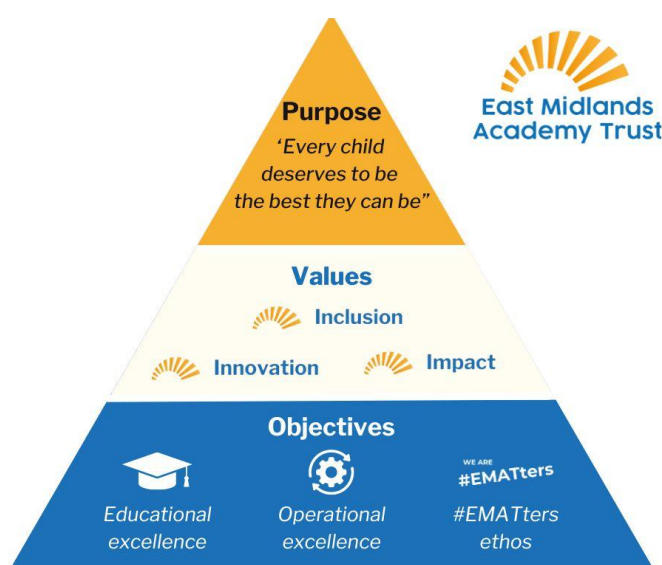 Purpose
‘Every child
deserves to be
the best they can be”
East Midlands
Academy Trust
Values
Inclusion
Innovation
Impact
Objectives
WE ARE
#EMATters
Educational
excellence
Operational
excellence
#EMATters
ethos